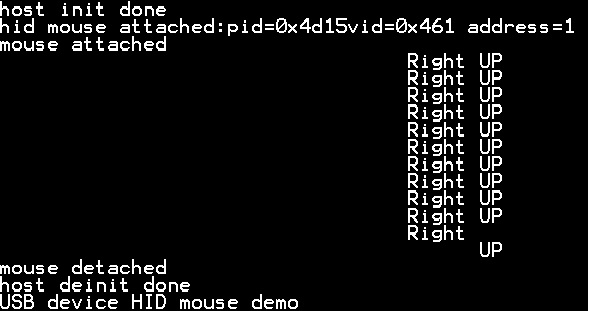 host init done
hid mouse attached:pid=0x4d15vid=0x461 address=1
mouse attached
Right UP
Right UP
Right UP
Right UP
Right UP
Right UP
Right UP
Right UP
Right UP
Right UP
Right
UP
mouse detached
host deinit done
USB device HID mouse demo